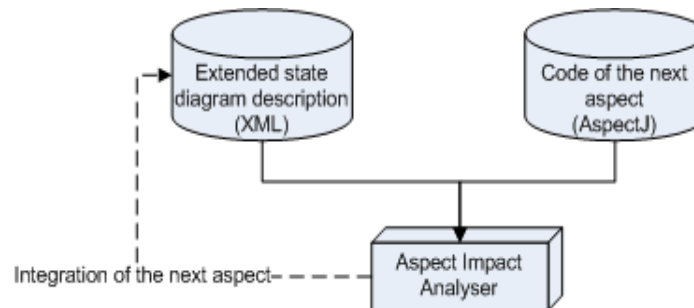 Extended state
diagram description
(XML)
Code of the next
aspect
(AspectJ)
Integration of the next aspect
Aspect Impact
Analyser